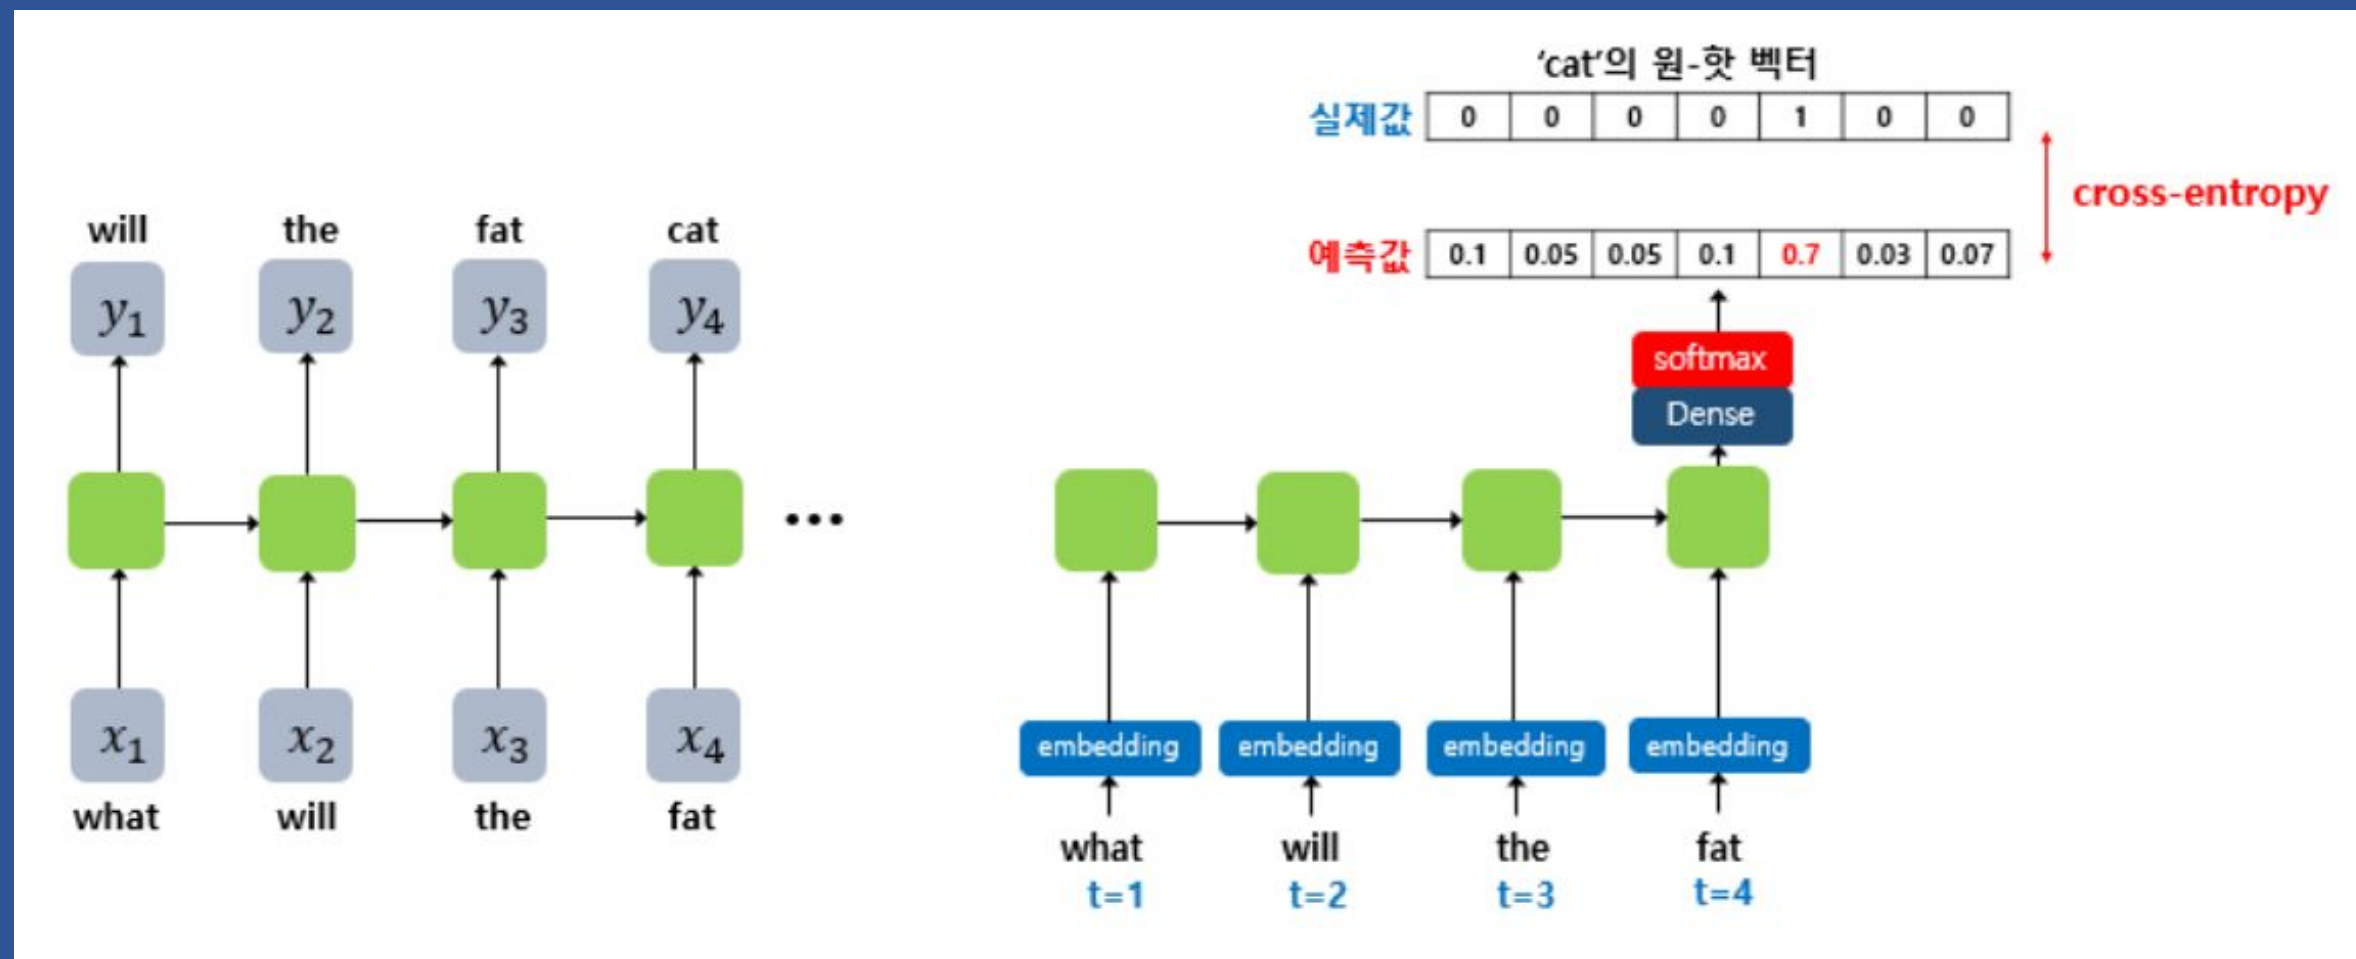 will the fat cat
y1 y2 y3 y4
...
x1 x2 x3 x4
what will the fat
'cat'의 원-핫 벡터
실제값 0 0 0 0 1 0 0
cross-entropy
예측값 0.1 0.05 0.05 0.1 0.7 0.03 0.07
softmax
Dense
embedding embedding embedding embedding
what will the fat
t=1 t=2 t=3 t=4